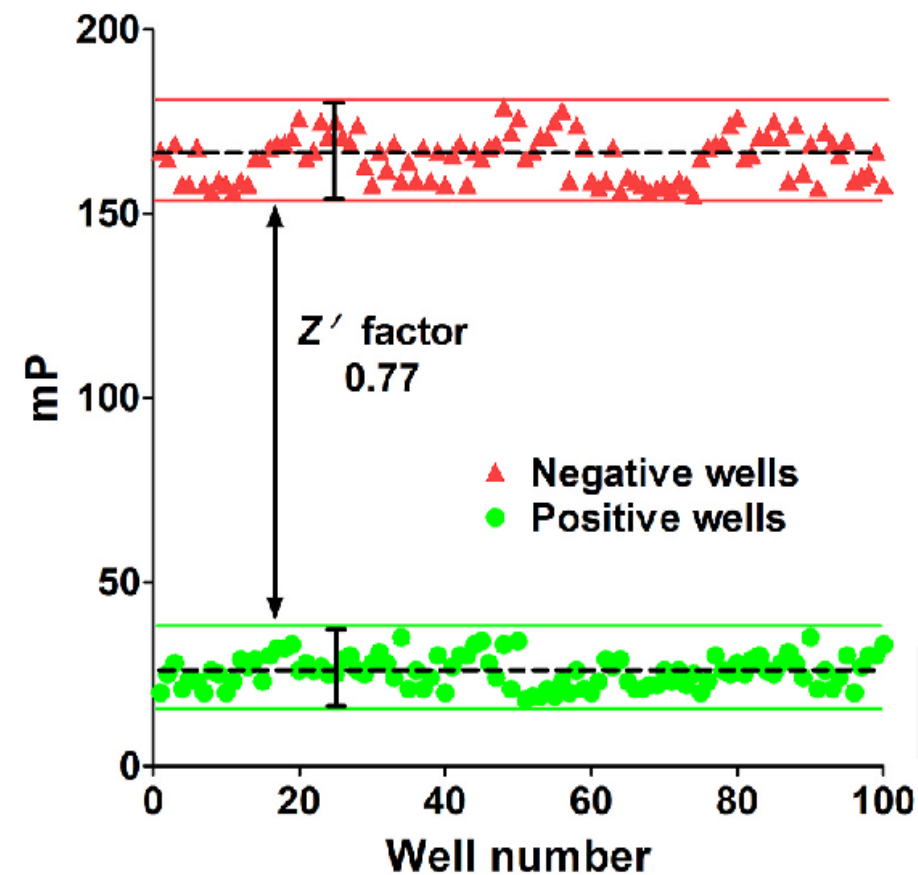 200
150
100
50
0
mP
Z′ factor
0.77
Negative wells
Positive wells
0 20 40 60 80 100
Well number